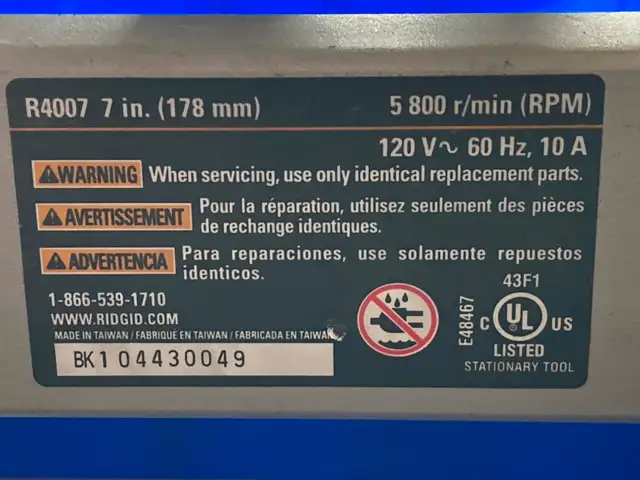 R4007 7 in. (178 mm) 5 800 r/min (RPM)
120 V~ 60 Hz, 10 A
WARNING When servicing, use only identical replacement parts.
AVERTISSEMENT Pour la réparation, utilisez seulement des pièces
de rechange identiques.
ADVERTENCIA Para reparaciones, use solamente repuestos
identicos.
1-866-539-1710
WWW.RIDGID.COM
MADE IN TAIWAN / FABRIQUÉ EN TAIWAN / FABRICADA EN TAIWAN
BK1 04430049
E48467
43F1
C UL US
LISTED
STATIONARY TOOL